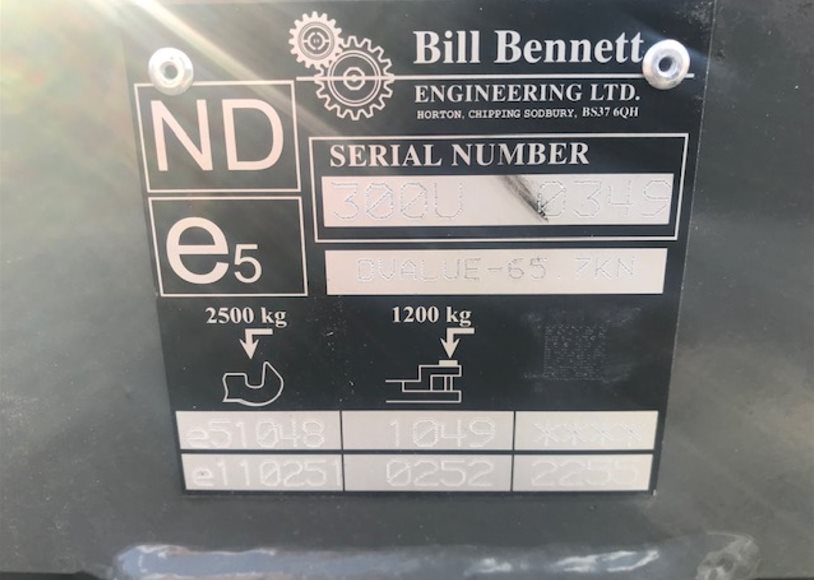 Bill Bennett
ENGINEERING LTD.
HORTON, CHIPPING SODBURY, BS37 6QH
ND
SERIAL NUMBER
300U 0349
e5
DVALUE-65.7KN
2500 kg 1200 kg
e51048 1049 ****
e110251 0252 2255